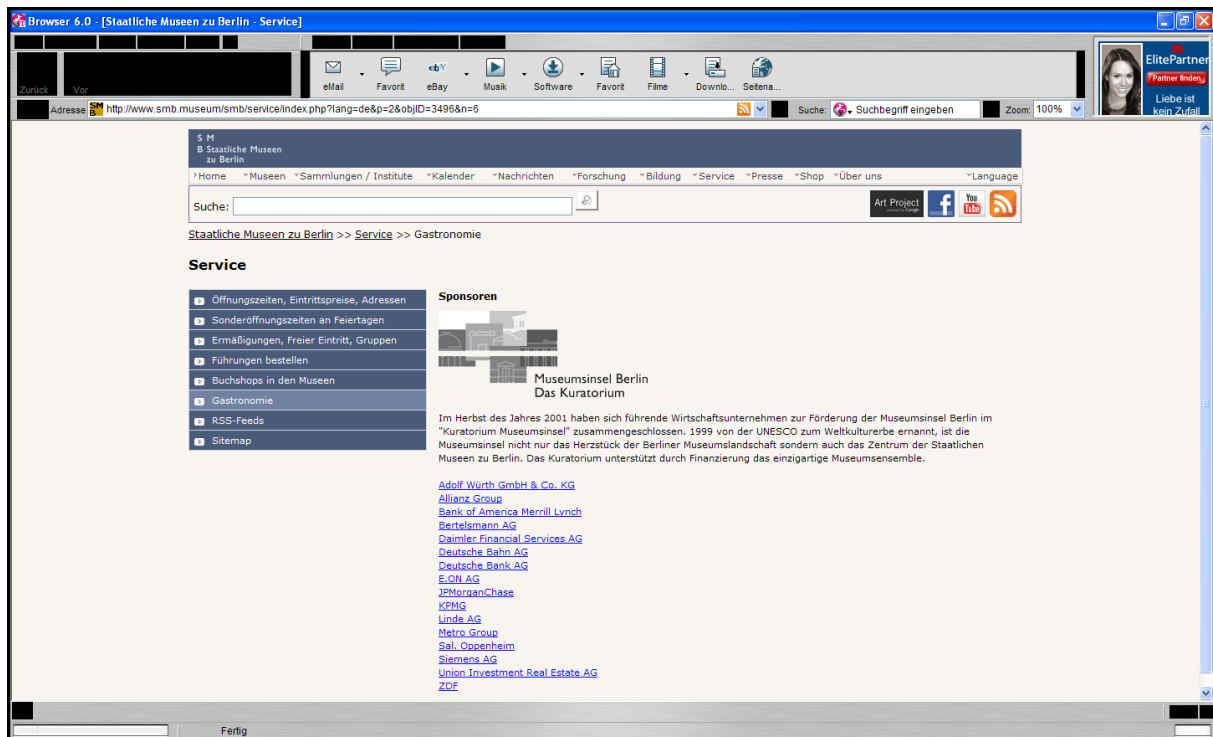 Browser 6.0 - [Staatliche Museen zu Berlin - Service]
eMail Favorit eBay Musik Software Favorit Filme Downlo... Seitena...
Zurück Vor
ElitePartner
Partner finden
Liebe ist
kein Zufall
Adresse http://www.smb.museum/smb/service/index.php?lang=de&p=2&objID=3496&n=6 Suche: Suchbegriff eingeben Zoom: 100%
S M
B Staatliche Museen
zu Berlin
Home Museen Sammlungen / Institute Kalender Nachrichten Forschung Bildung Service Presse Shop Über uns Language
Suche: Art Project You Tube
Staatliche Museen zu Berlin >> Service >> Gastronomie
Service
Öffnungszeiten, Eintrittspreise, Adressen
Sonderöffnungszeiten an Feiertagen
Ermäßigungen, Freier Eintritt, Gruppen
Führungen bestellen
Buchshops in den Museen
Gastronomie
RSS-Feeds
Sitemap
Sponsoren
Museumsinsel Berlin
Das Kuratorium
Im Herbst des Jahres 2001 haben sich führende Wirtschaftsunternehmen zur Förderung der Museumsinsel Berlin im
"Kuratorium Museumsinsel" zusammengeschlossen. 1999 von der UNESCO zum Weltkulturerbe ernannt, ist die
Museumsinsel nicht nur das Herzstück der Berliner Museumslandschaft sondern auch das Zentrum der Staatlichen
Museen zu Berlin. Das Kuratorium unterstützt durch Finanzierung das einzigartige Museumsensemble.
Adolf Würth GmbH & Co. KG
Allianz Group
Bank of America Merrill Lynch
Bertelsmann AG
Daimler Financial Services AG
Deutsche Bahn AG
Deutsche Bank AG
E.ON AG
JPMorganChase
KPMG
Linde AG
Metro Group
Sal. Oppenheim
Siemens AG
Union Investment Real Estate AG
ZDF
Fertig